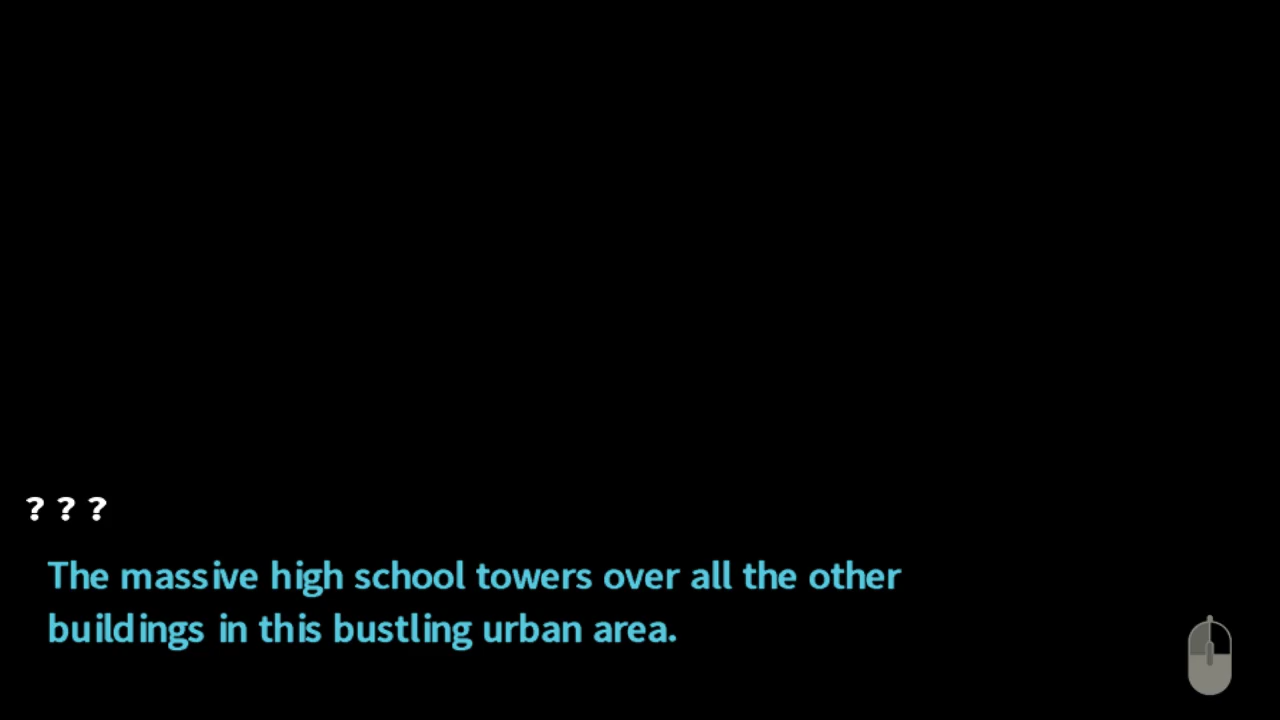 ? ? ?
The massive high school towers over all the other
buildings in this bustling urban area.